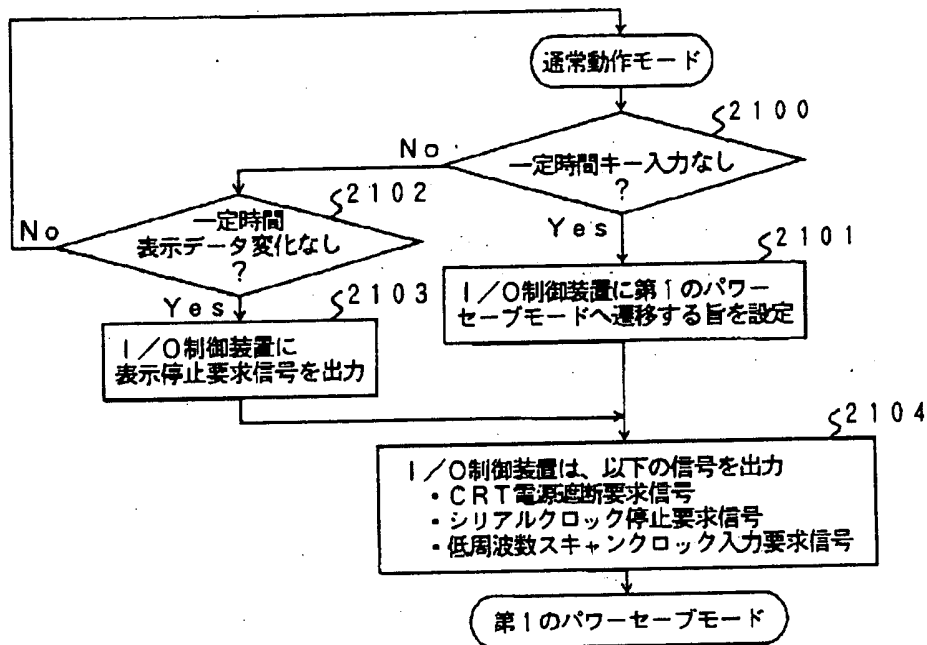 通常動作モード
2100
一定時間キー入力なし
?
No
Yes
2102
一定時間
表示データ変化なし
?
No
Yes
2101
I/O制御装置に第1のパワー
セーブモードへ遷移する旨を設定
2103
I/O制御装置に
表示停止要求信号を出力
2104
I/O制御装置は、以下の信号を出力
・CRT電源遮断要求信号
・シリアルクロック停止要求信号
・低周波数スキャンクロック入力要求信号
第1のパワーセーブモード